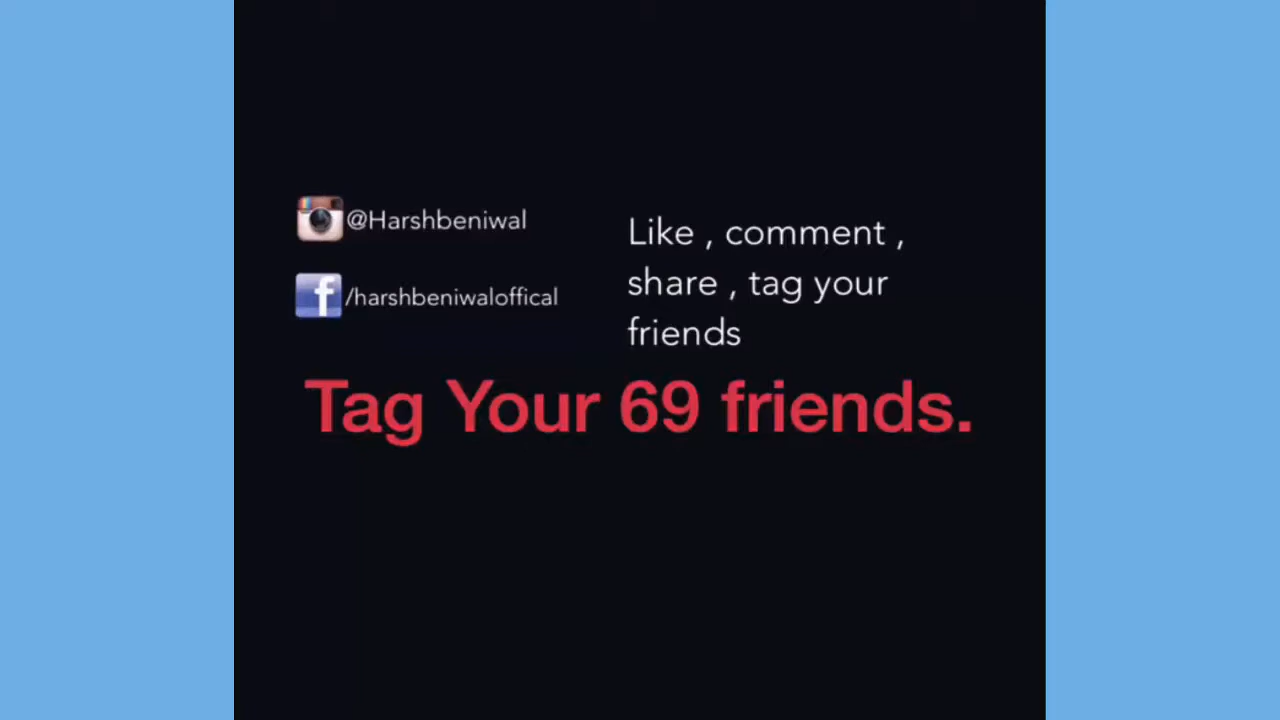 @Harshbeniwal
/harshbeniwaloffical
Like , comment ,
share , tag your
friends
Tag Your 69 friends.